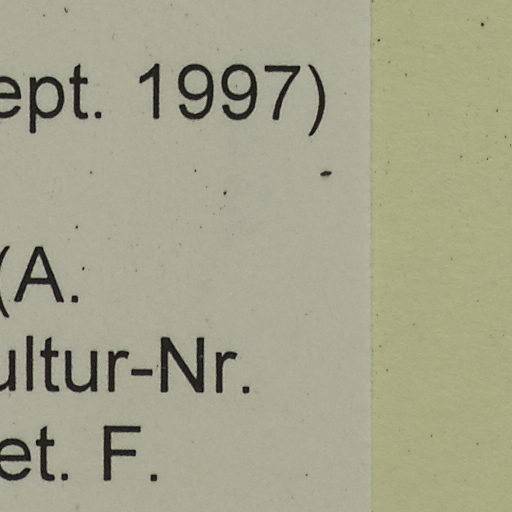 ept. 1997)
(A.
ultur-Nr.
et. F.